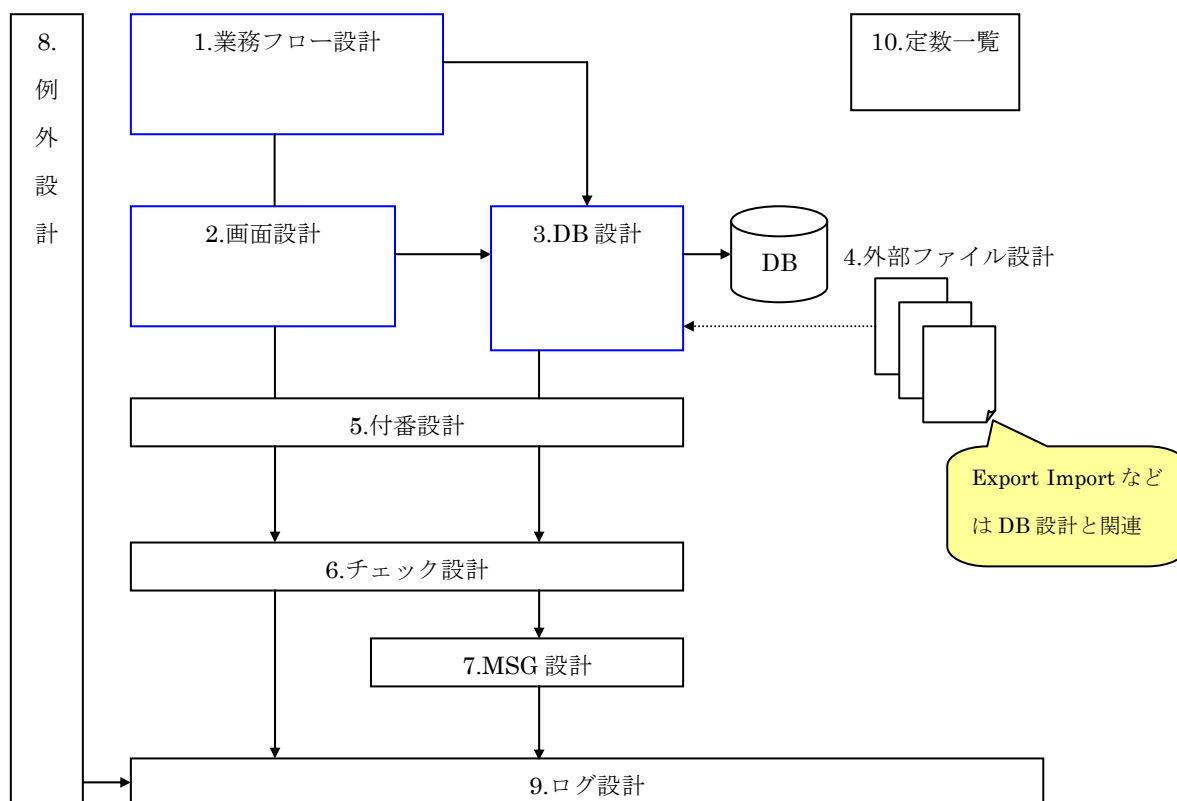 8.
例
外
設
計
1.業務フロー設計
10.定数一覧
2.画面設計
3.DB 設計
DB
4.外部ファイル設計
5.付番設計
Export Import など
は DB 設計と関連
6.チェック設計
7.MSG 設計
9.ログ設計